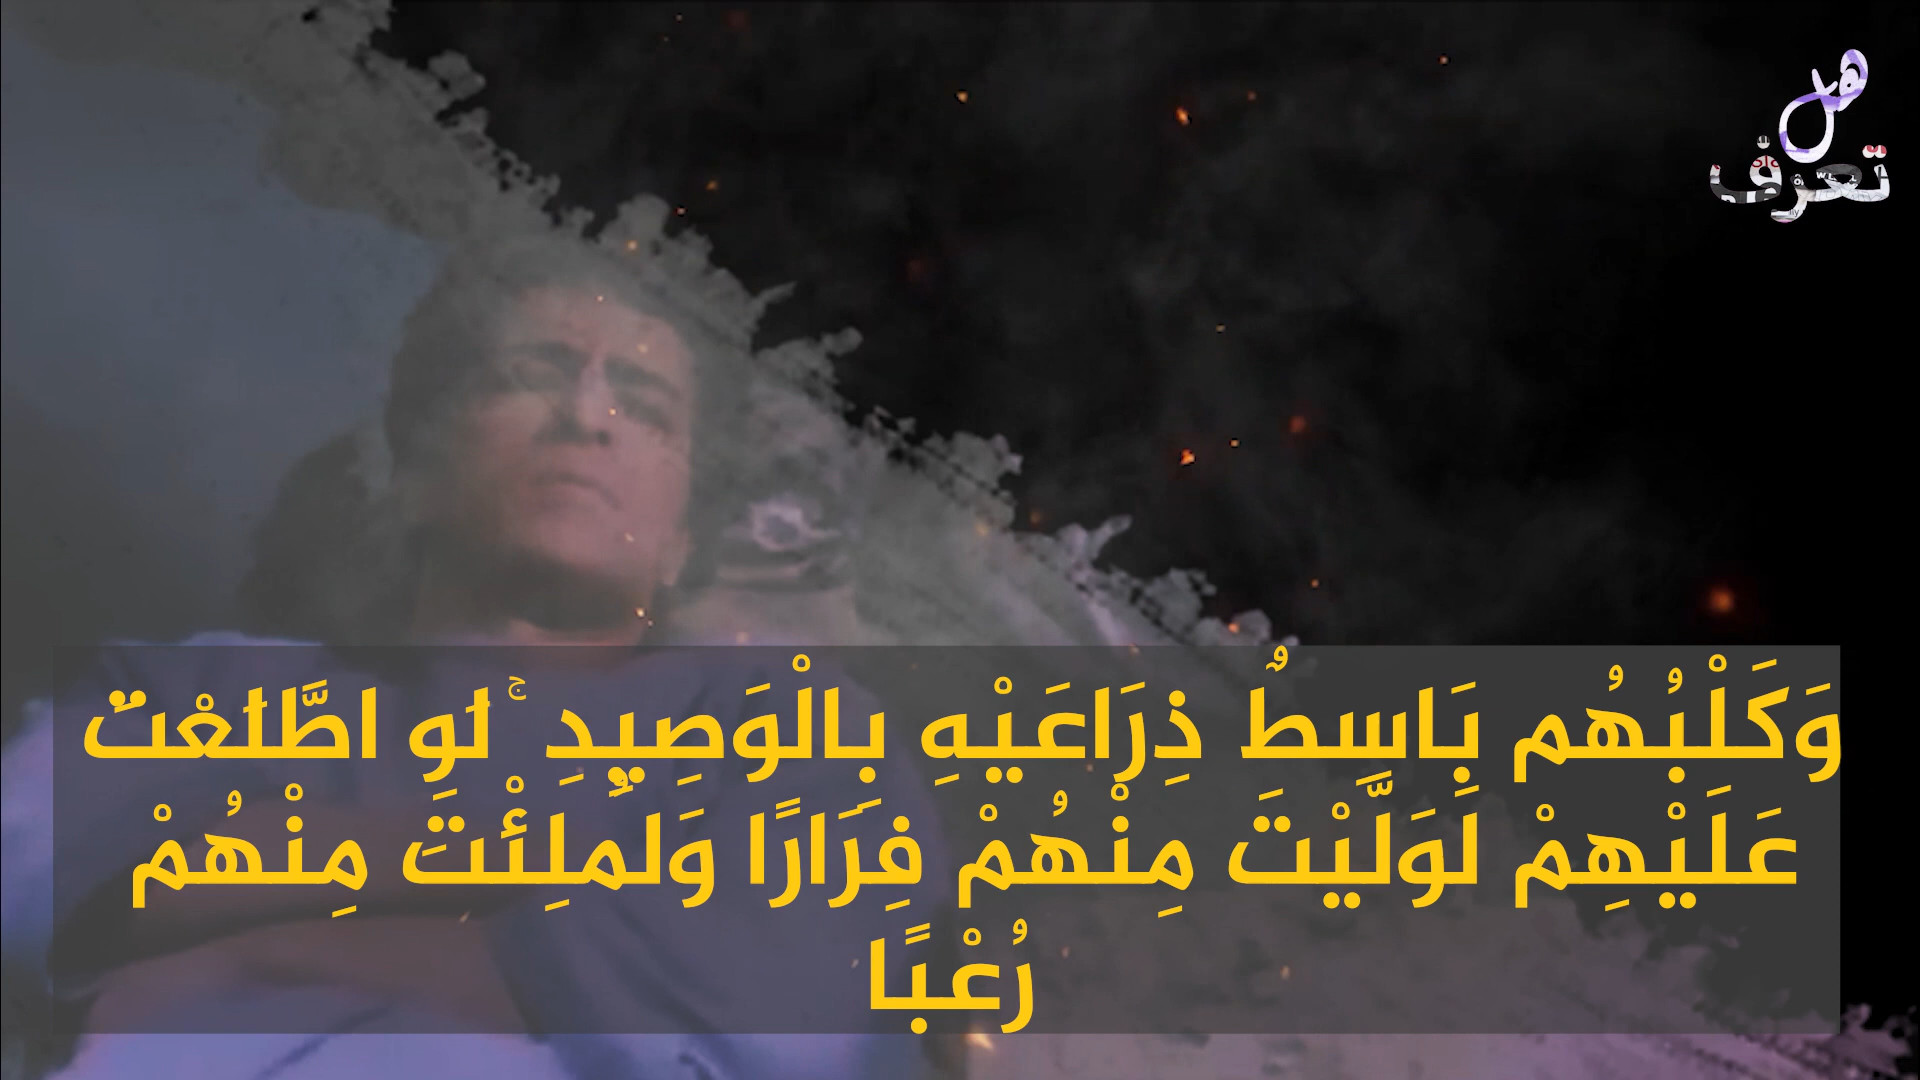 هل
تعرف
وَكَلْبُهُم بَاسِطٌ ذِرَاعَيْهِ بِالْوَصِيدِ ۚ لَوِ اطَّلَعْتَ
عَلَيْهِمْ لَوَلَّيْتَ مِنْهُمْ فِرَارًا وَلَمُلِئْتَ مِنْهُمْ
رُعْبًا